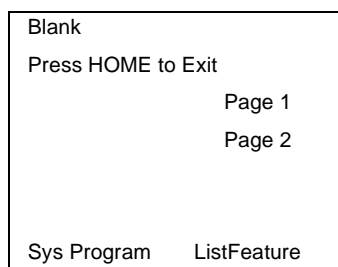 Blank
Press HOME to Exit
Page 1
Page 2
Sys Program ListFeature